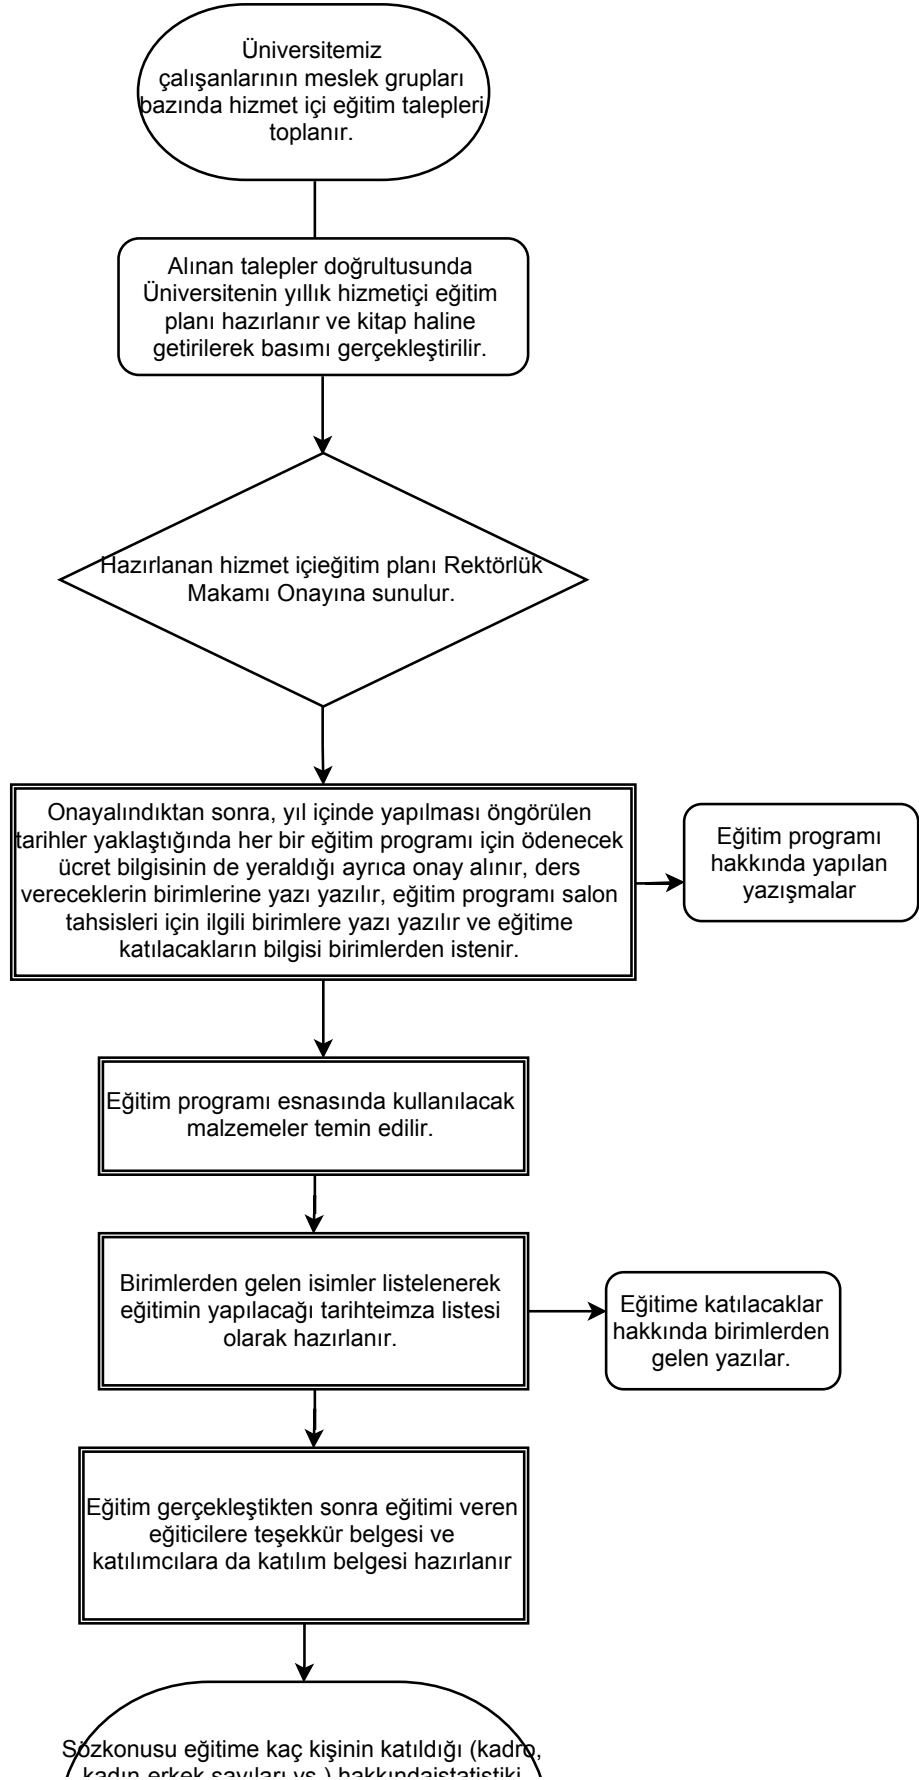 Üniversitemiz
çalışanlarının meslek grupları
bazında hizmet içi eğitim talepleri
toplanır.
Alınan talepler doğrultusunda
Üniversitenin yıllık hizmetiçi eğitim
planı hazırlanır ve kitap haline
getirilerek basımı gerçekleştirilir.
Hazırlanan hizmet içieğitim planı Rektörlük
Makamı Onayına sunulur.
Onayalındıktan sonra, yıl içinde yapılması öngörülen
tarihler yaklaştığında her bir eğitim programı için ödenecek
ücret bilgisinin de yeraldığı ayrıca onay alınır, ders
vereceklerin birimlerine yazı yazılır, eğitim programı salon
tahsisleri için ilgili birimlere yazı yazılır ve eğitime
katılacakların bilgisi birimlerden istenir.
Eğitim programı
hakkında yapılan
yazışmalar
Eğitim programı esnasında kullanılacak
malzemeler temin edilir.
Birimlerden gelen isimler listelenerek
eğitimin yapılacağı tarihteimza listesi
olarak hazırlanır.
Eğitime katılacaklar
hakkında birimlerden
gelen yazılar.
Eğitim gerçekleştikten sonra eğitimi veren
eğiticilere teşekkür belgesi ve
katılımcılara da katılım belgesi hazırlanır
Sözkonusu eğitime kaç kişinin katıldığı (kadro,
kadın-erkek sayıları vs.) hakkındaistatistiki